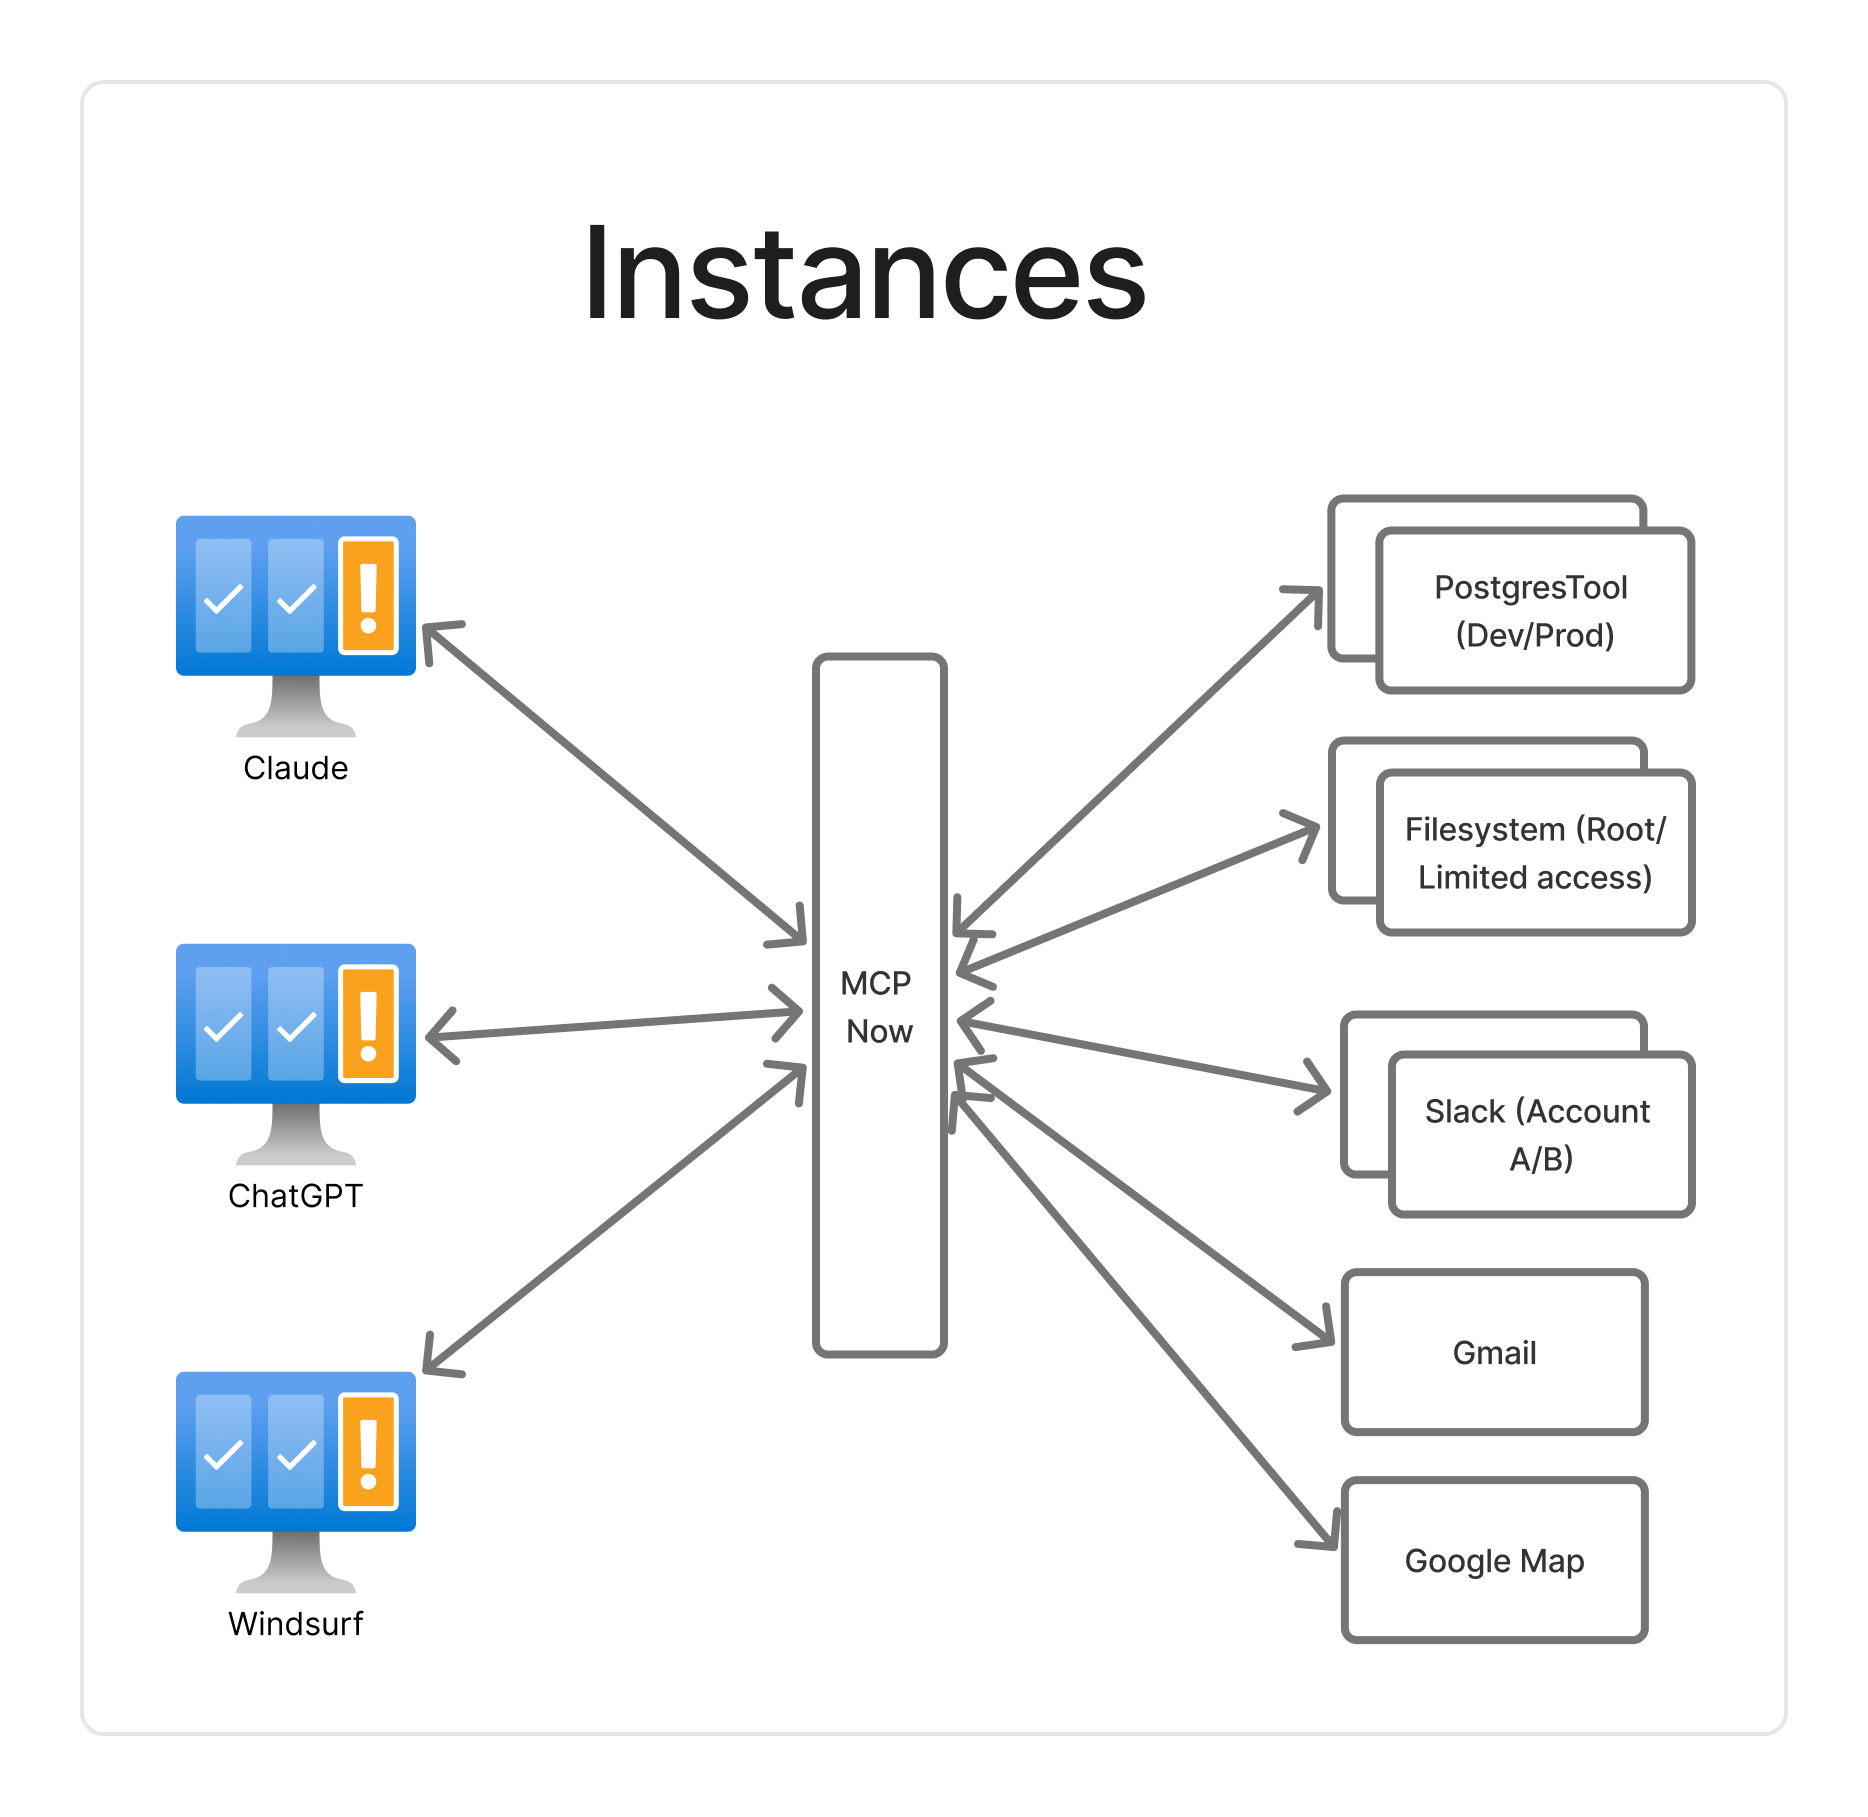 Instances
Claude
ChatGPT
Windsurf
MCP
Now
PostgresTool
(Dev/Prod)
Filesystem (Root/
Limited access)
Slack (Account
A/B)
Gmail
Google Map